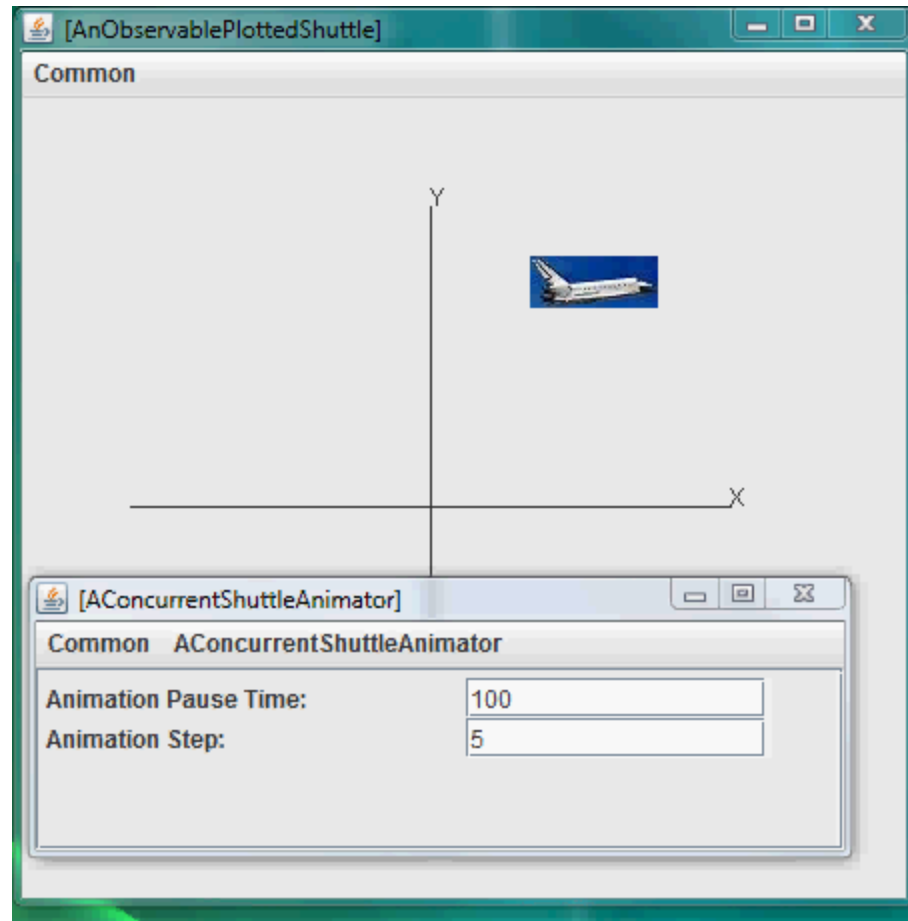 [AnObservablePlottedShuttle]
Common
Y
X
[AConcurrentShuttleAnimator]
Common AConcurrentShuttleAnimator
Animation Pause Time: 100
Animation Step: 5